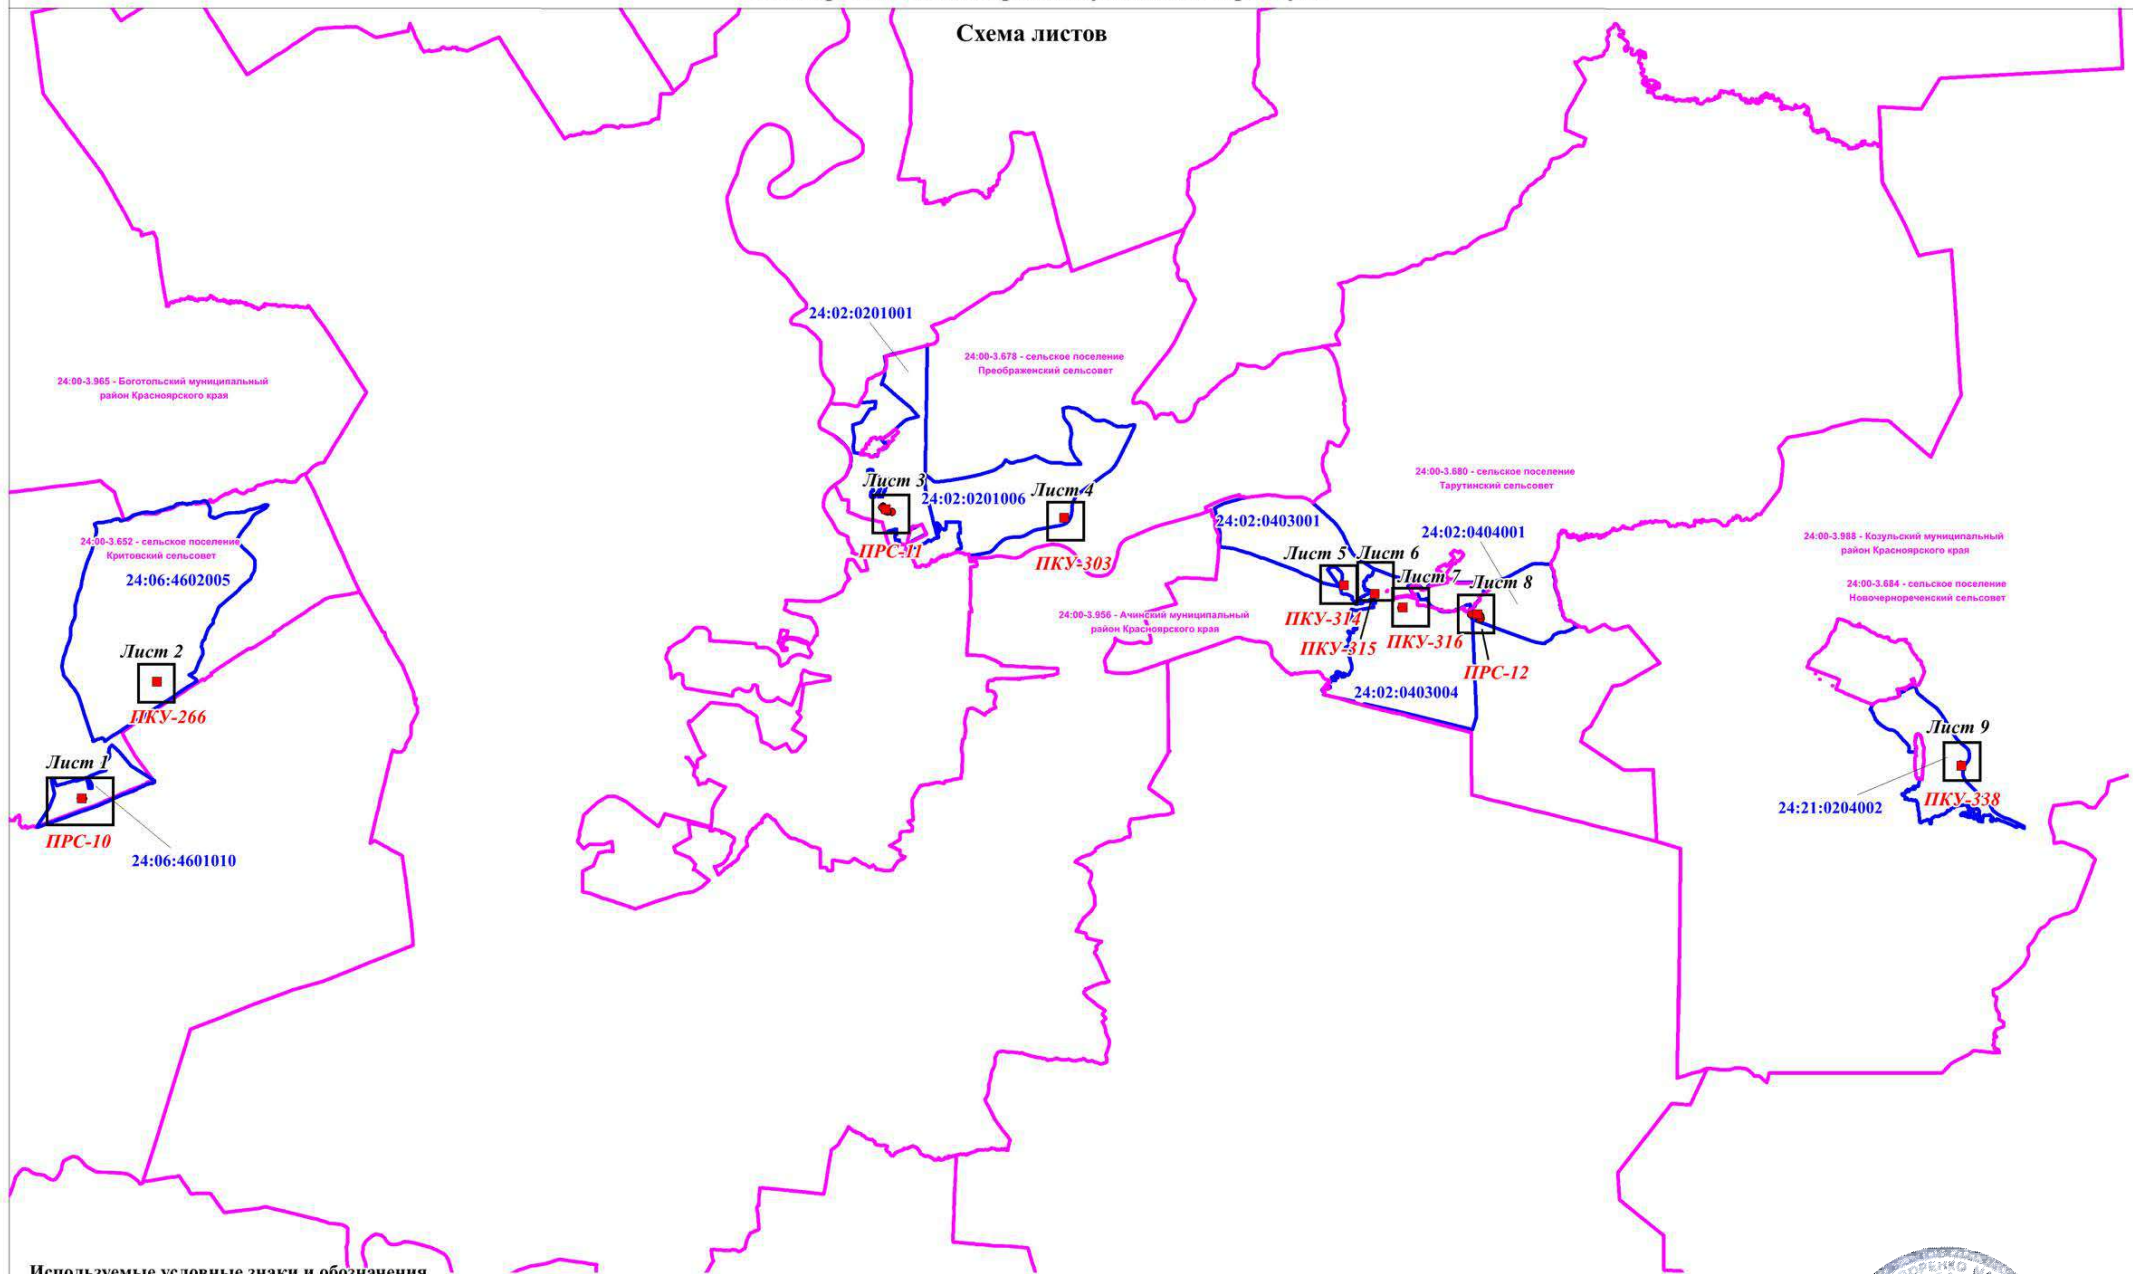 Схема листов
24:02:0201001
24:00-3.678 - сельское поселение
Преображенский сельсовет
24:00-3.965 - Боготольский муниципальный
район Красноярского края
24:00-3.680 - сельское поселение
Тарутинский сельсовет
Лист 3
24:02:0201006
Лист 4
ПРС-11
ПКУ-303
24:02:0403001
24:02:0404001
24:00-3.988 - Козульский муниципальный
район Красноярского края
24:00-3.652 - сельское поселение
Критовский сельсовет
24:06:4602005
Лист 5
Лист 6
Лист 7
Лист 8
24:00-3.684 - сельское поселение
Новочернореченский сельсовет
24:00-3.956 - Ачинский муниципальный
район Красноярского края
ПКУ-314
ПКУ-315
ПКУ-316
ПРС-12
Лист 2
ПКУ-266
24:02:0403004
Лист 9
Лист 1
24:21:0204002
ПКУ-338
ПРС-10
24:06:4601010
Используемые условные знаки и обозначения